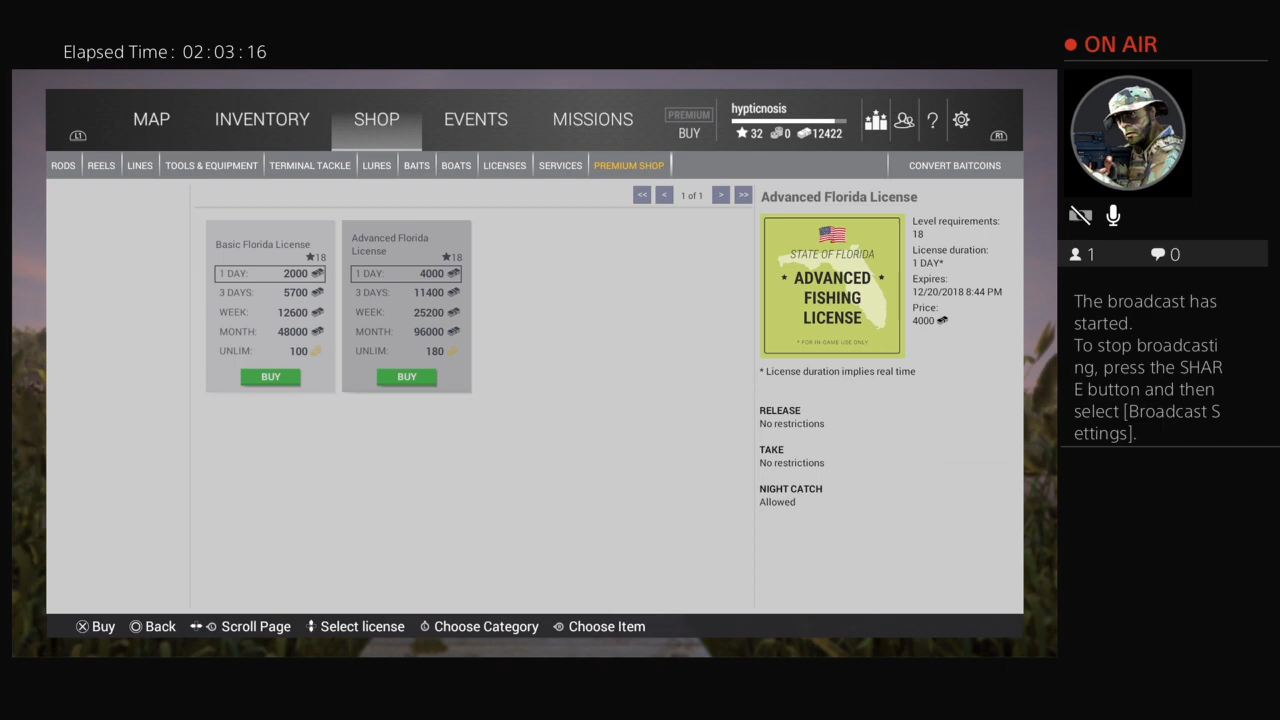 Elapsed Time: 02:03:16
ON AIR
MAP INVENTORY SHOP EVENTS MISSIONS
PREMIUM
BUY
hypticnosis
32 0 12422
?
L1
R1
RODS REELS LINES TOOLS & EQUIPMENT TERMINAL TACKLE LURES BAITS BOATS LICENSES SERVICES PREMIUM SHOP CONVERT BAITCOINS
<< < 1 of 1 > >>
Basic Florida License
18
1 DAY: 2000
3 DAYS: 5700
WEEK: 12600
MONTH: 48000
UNLIM: 100
BUY
Advanced Florida
License
18
1 DAY: 4000
3 DAYS: 11400
WEEK: 25200
MONTH: 96000
UNLIM: 180
BUY
Advanced Florida License
STATE OF FLORIDA
ADVANCED
FISHING
LICENSE
* FOR IN-GAME USE ONLY
Level requirements:
18
License duration:
1 DAY*
Expires:
12/20/2018 8:44 PM
Price:
4000
* License duration implies real time
RELEASE
No restrictions
TAKE
No restrictions
NIGHT CATCH
Allowed
Buy Back Scroll Page Select license Choose Category Choose Item
1 0
The broadcast has
started.
To stop broadcasti
ng, press the SHAR
E button and then
select [Broadcast S
ettings].